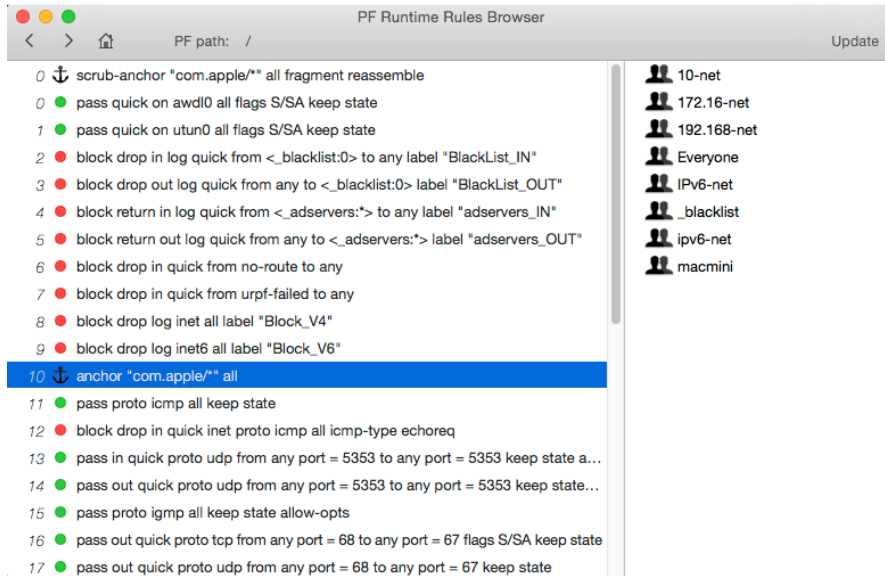 PF Runtime Rules Browser
PF path: /
Update
0 scrub-anchor "com.apple/*" all fragment reassemble
0 pass quick on awdl0 all flags S/SA keep state
1 pass quick on utun0 all flags S/SA keep state
2 block drop in log quick from <_blacklist:0> to any label "BlackList_IN"
3 block drop out log quick from any to <_blacklist:0> label "BlackList_OUT"
4 block return in log quick from <_adservers:*> to any label "adservers_IN"
5 block return out log quick from any to <_adservers:*> label "adservers_OUT"
6 block drop in quick from no-route to any
7 block drop in quick from urpf-failed to any
8 block drop log inet all label "Block_V4"
9 block drop log inet6 all label "Block_V6"
10 anchor "com.apple/*" all
11 pass proto icmp all keep state
12 block drop in quick inet proto icmp all icmp-type echoreq
13 pass in quick proto udp from any port = 5353 to any port = 5353 keep state a...
14 pass out quick proto udp from any port = 5353 to any port = 5353 keep state...
15 pass proto igmp all keep state allow-opts
16 pass out quick proto tcp from any port = 68 to any port = 67 flags S/SA keep state
17 pass out quick proto udp from any port = 68 to any port = 67 keep state
10-net
172.16-net
192.168-net
Everyone
IPv6-net
_blacklist
ipv6-net
macmini